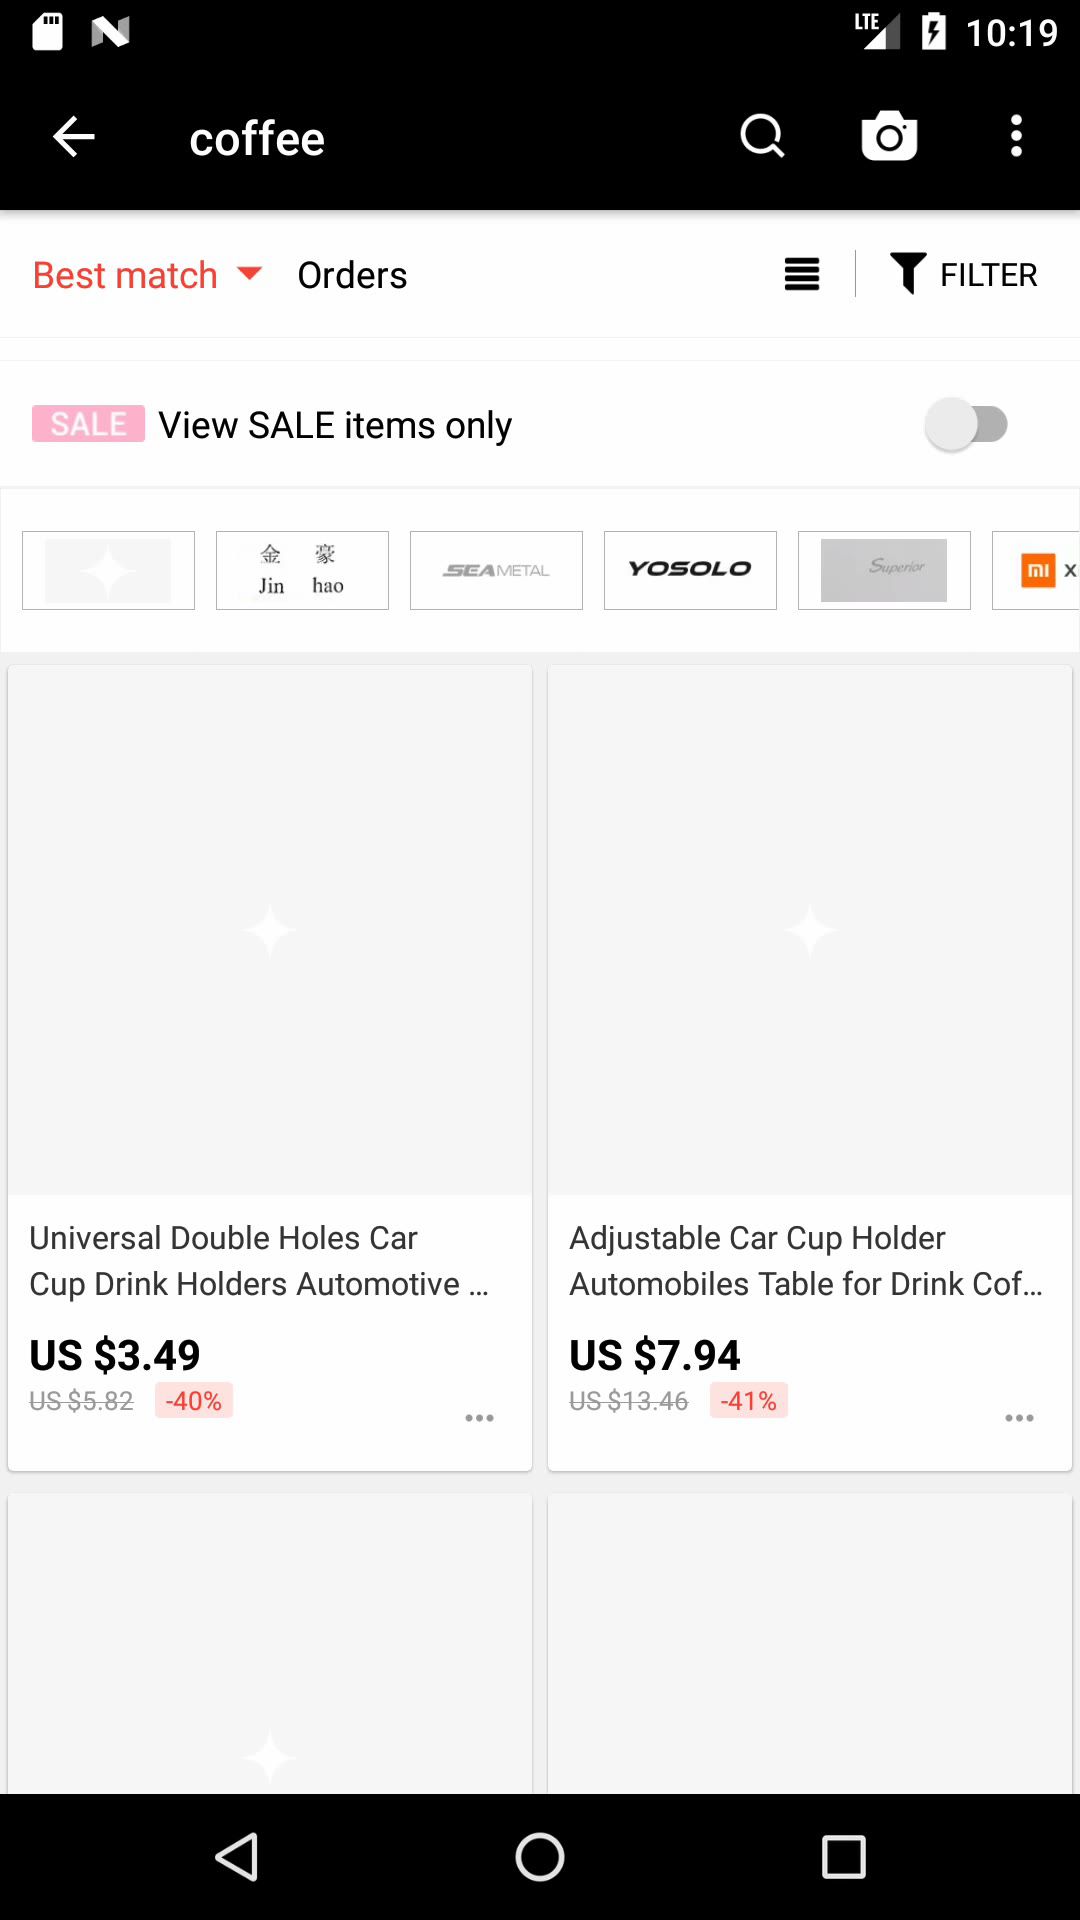 LTE 10:19
coffee
Best match Orders FILTER
SALE View SALE items only
金 豪
Jin hao
SEAMETAL
YOSOLO
Superior
mi X
Universal Double Holes Car
Cup Drink Holders Automotive ...
US $3.49
US $5.82 -40%
Adjustable Car Cup Holder
Automobiles Table for Drink Cof...
US $7.94
US $13.46 -41%